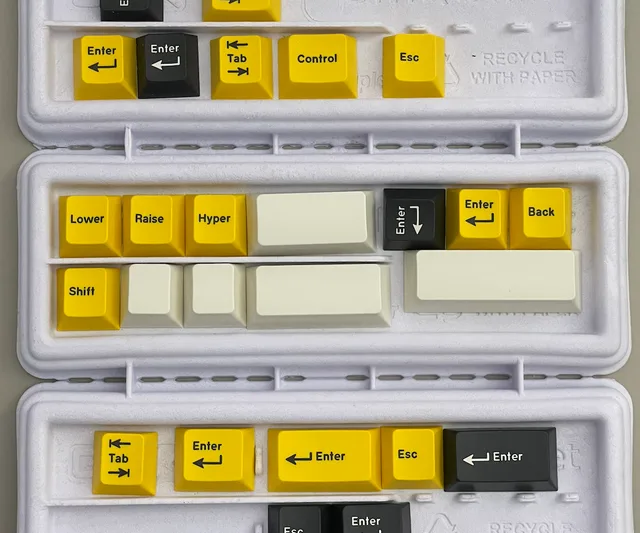 Enter
Enter
Tab
Control
Esc
RECYCLE
WITH PAPER
Lower
Raise
Hyper
Enter
Enter
Back
Shift
Tab
Enter
Enter
Esc
Enter
Esc
Enter
RECYCLE